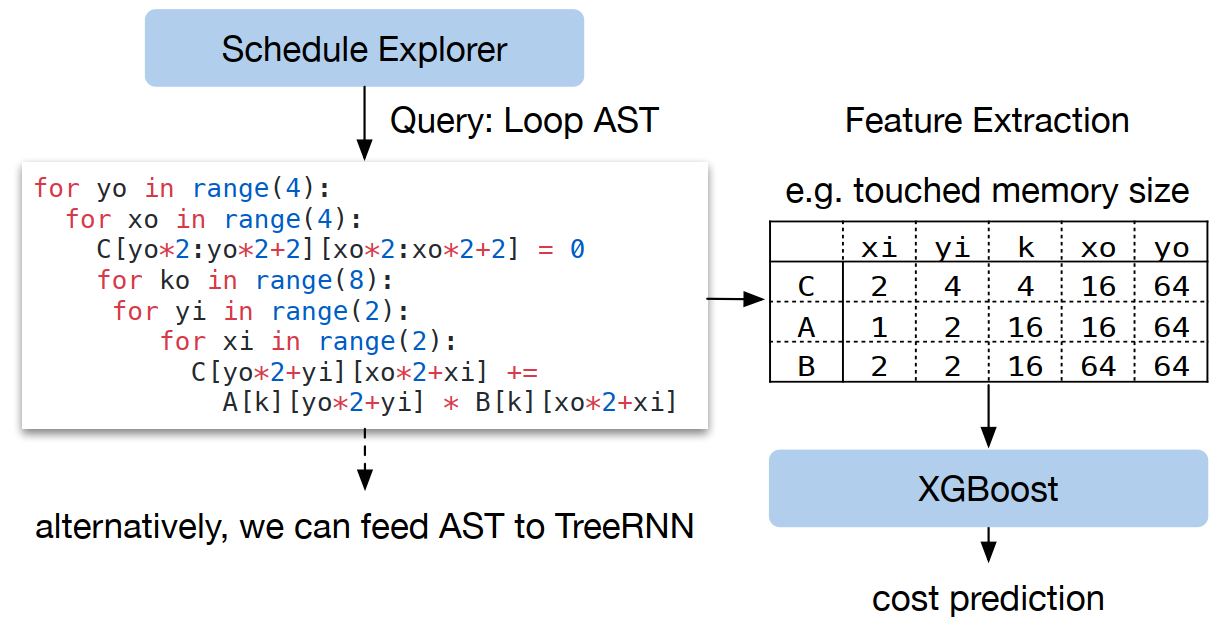 Schedule Explorer
Query: Loop AST
for yo in range(4):
  for xo in range(4):
    C[yo*2:yo*2+2][xo*2:xo*2+2] = 0
    for ko in range(8):
     for yi in range(2):
        for xi in range(2):
          C[yo*2+yi][xo*2+xi] +=
            A[k][yo*2+yi] * B[k][xo*2+xi]
alternatively, we can feed AST to TreeRNN
Feature Extraction
e.g. touched memory size
xi yi k xo yo
C 2 4 4 16 64
A 1 2 16 16 64
B 2 2 16 64 64
XGBoost
cost prediction